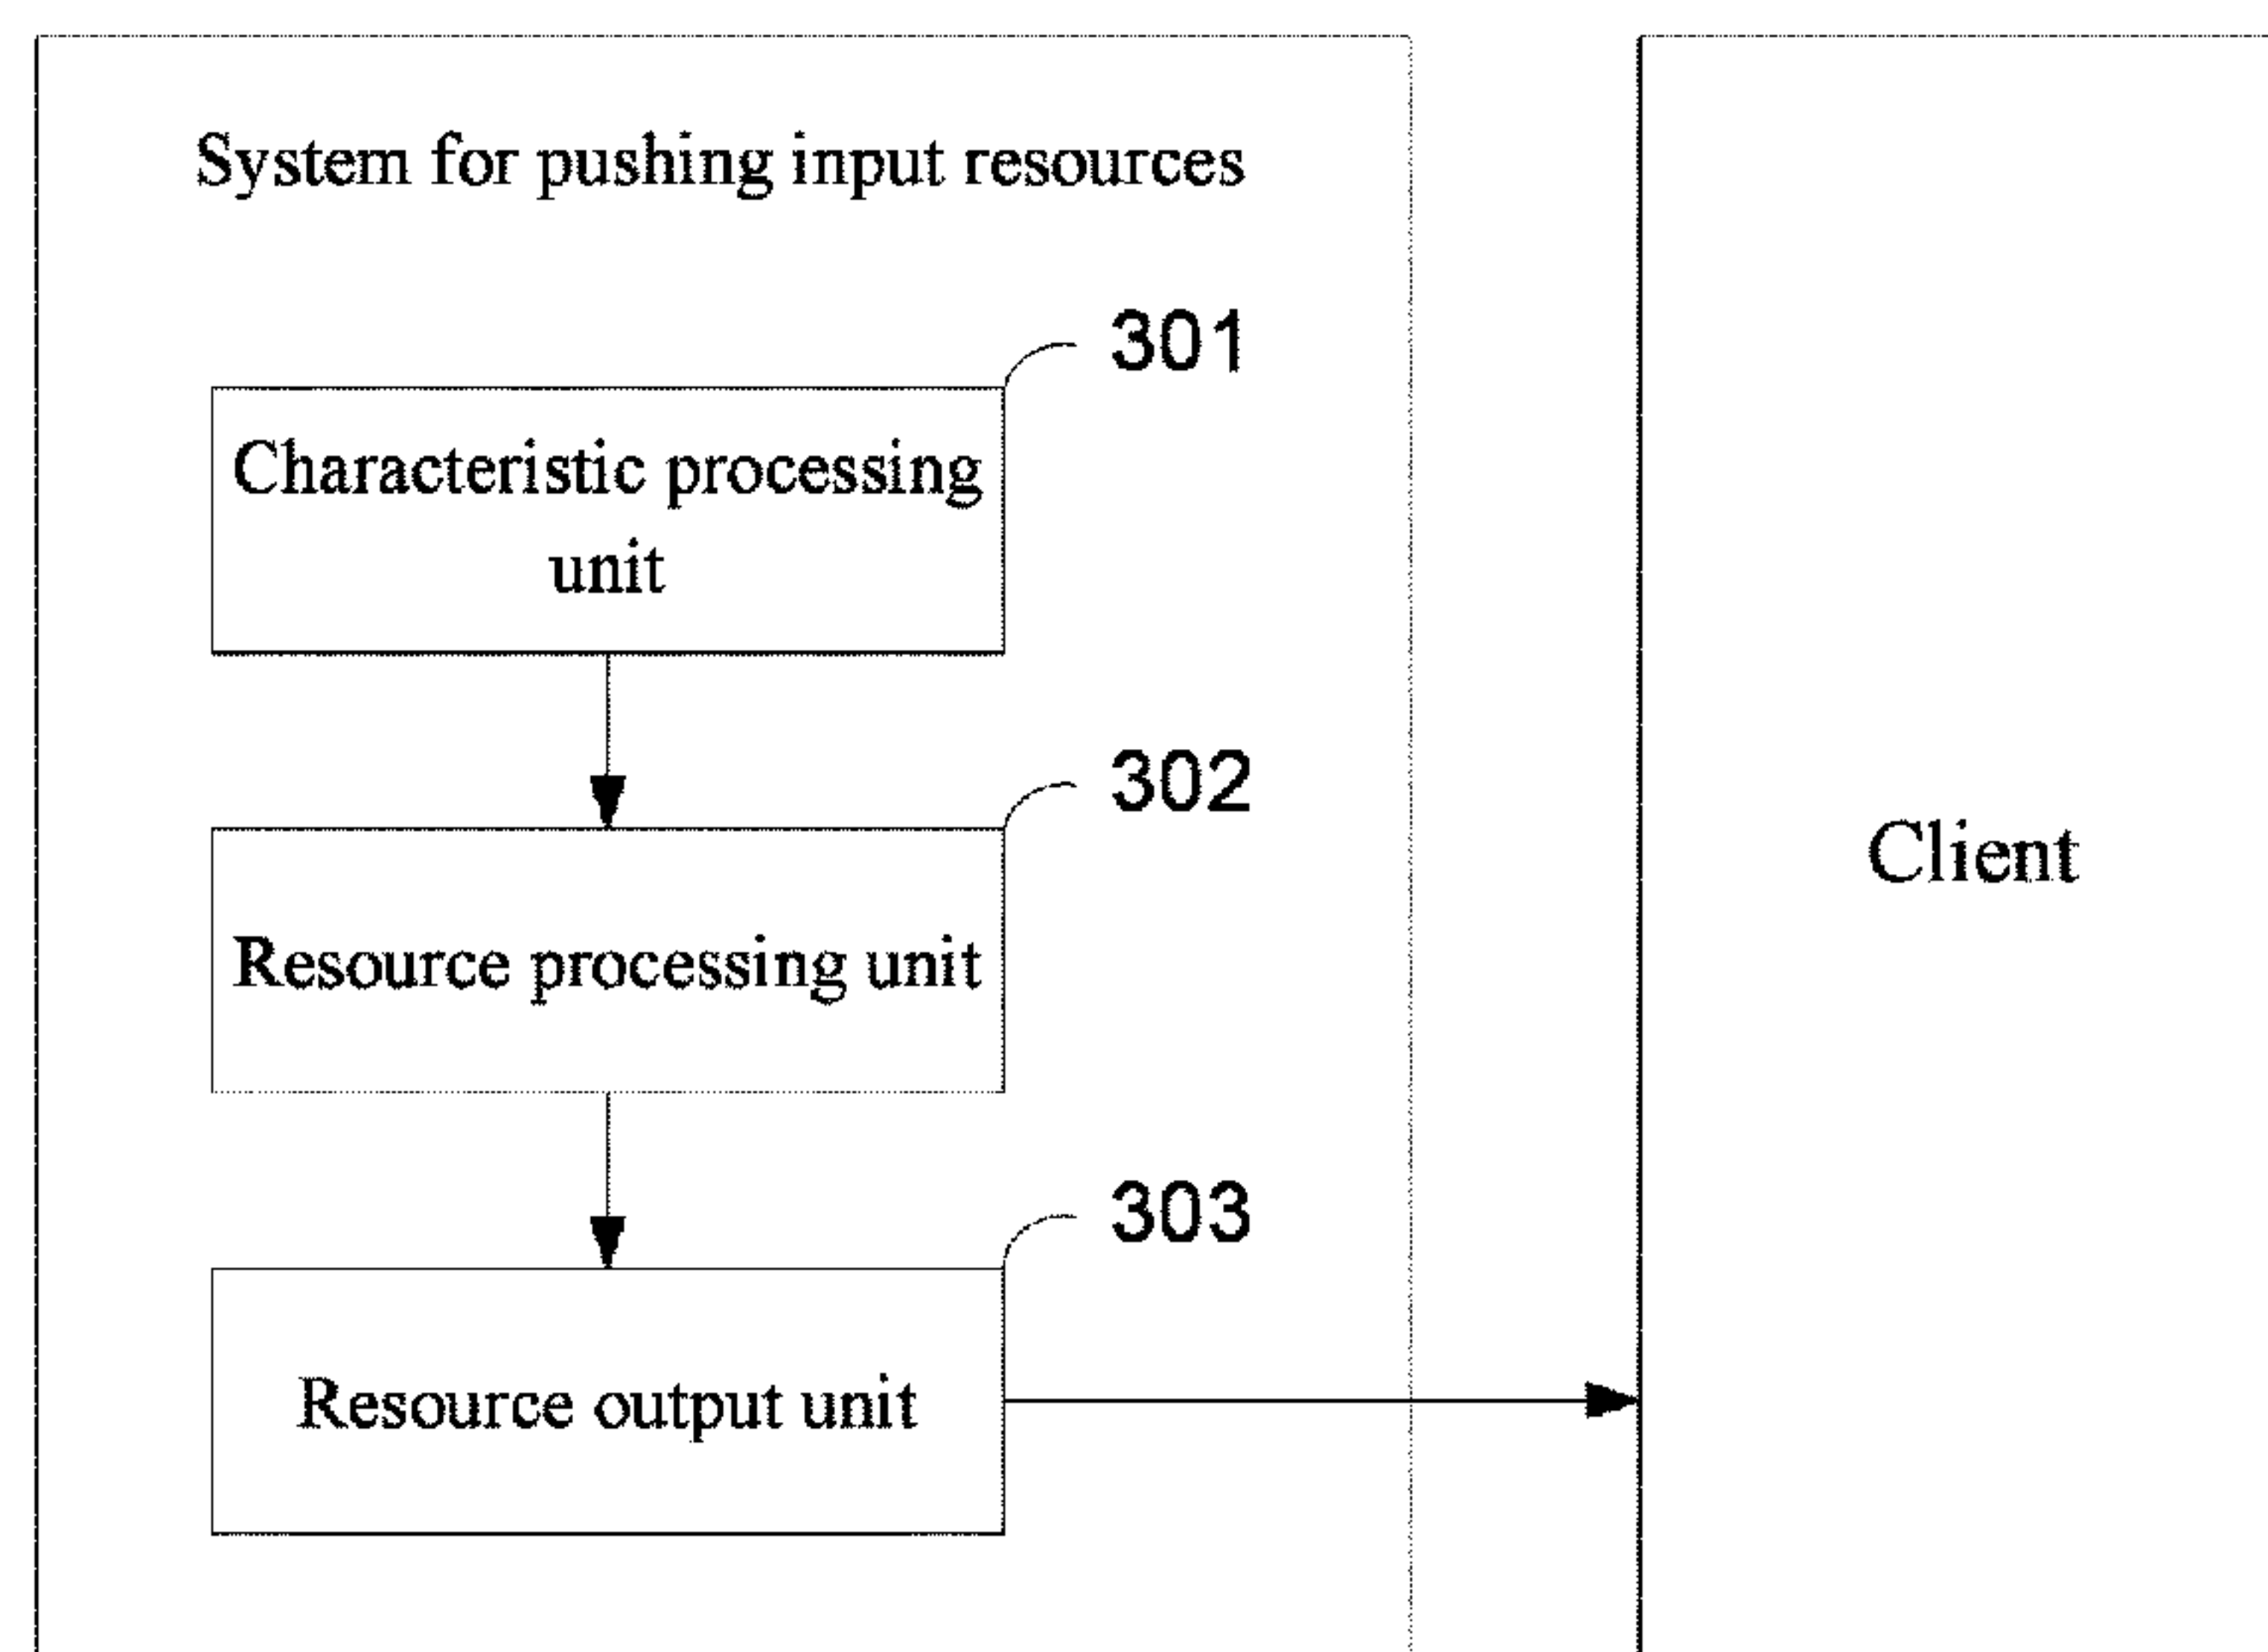 System for pushing input resources
301
Characteristic processing
unit
302
Resource processing unit
303
Resource output unit
Client